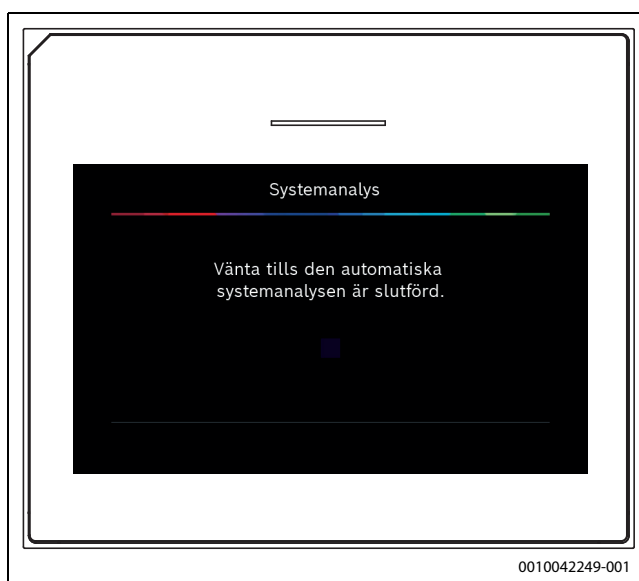 Systemanalys
Vänta tills den automatiska
systemanalysen är slutförd.
0010042249-001